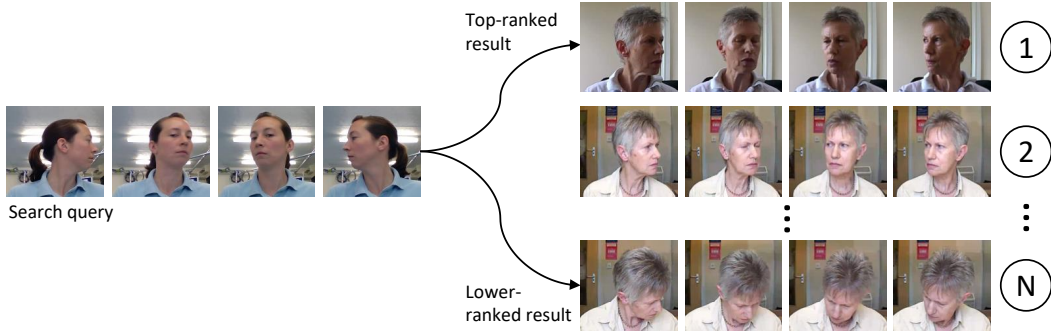 Top-ranked
result
1
2
Search query
Lower-
ranked result
N